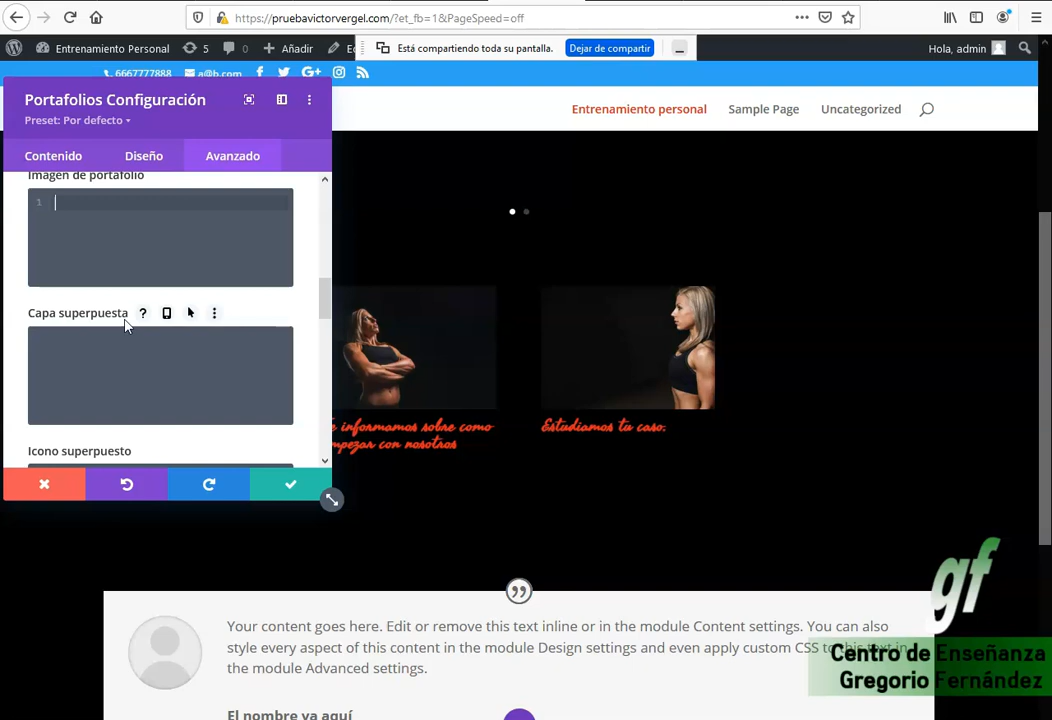 https://pruebavictorvergel.com/?et_fb=1&PageSpeed=off
Entrenamiento Personal 5 0 Añadir
Está compartiendo toda su pantalla. Dejar de compartir
Hola, admin
6667777888 a@b.com
Portafolios Configuración
Preset: Por defecto
Contenido Diseño Avanzado
Entrenamiento personal Sample Page Uncategorized
Imagen de portafolio
1
Capa superpuesta ?
Icono superpuesto
informamos sobre como
con nosotros
Estudiamos tu caso.
Your content goes here. Edit or remove this text inline or in the module Content settings. You can also
style every aspect of this content in the module Design settings and even apply custom CSS to this text in
the module Advanced settings.
El nombre va aquí
gf
Centro de Enseñanza
Gregorio Fernández